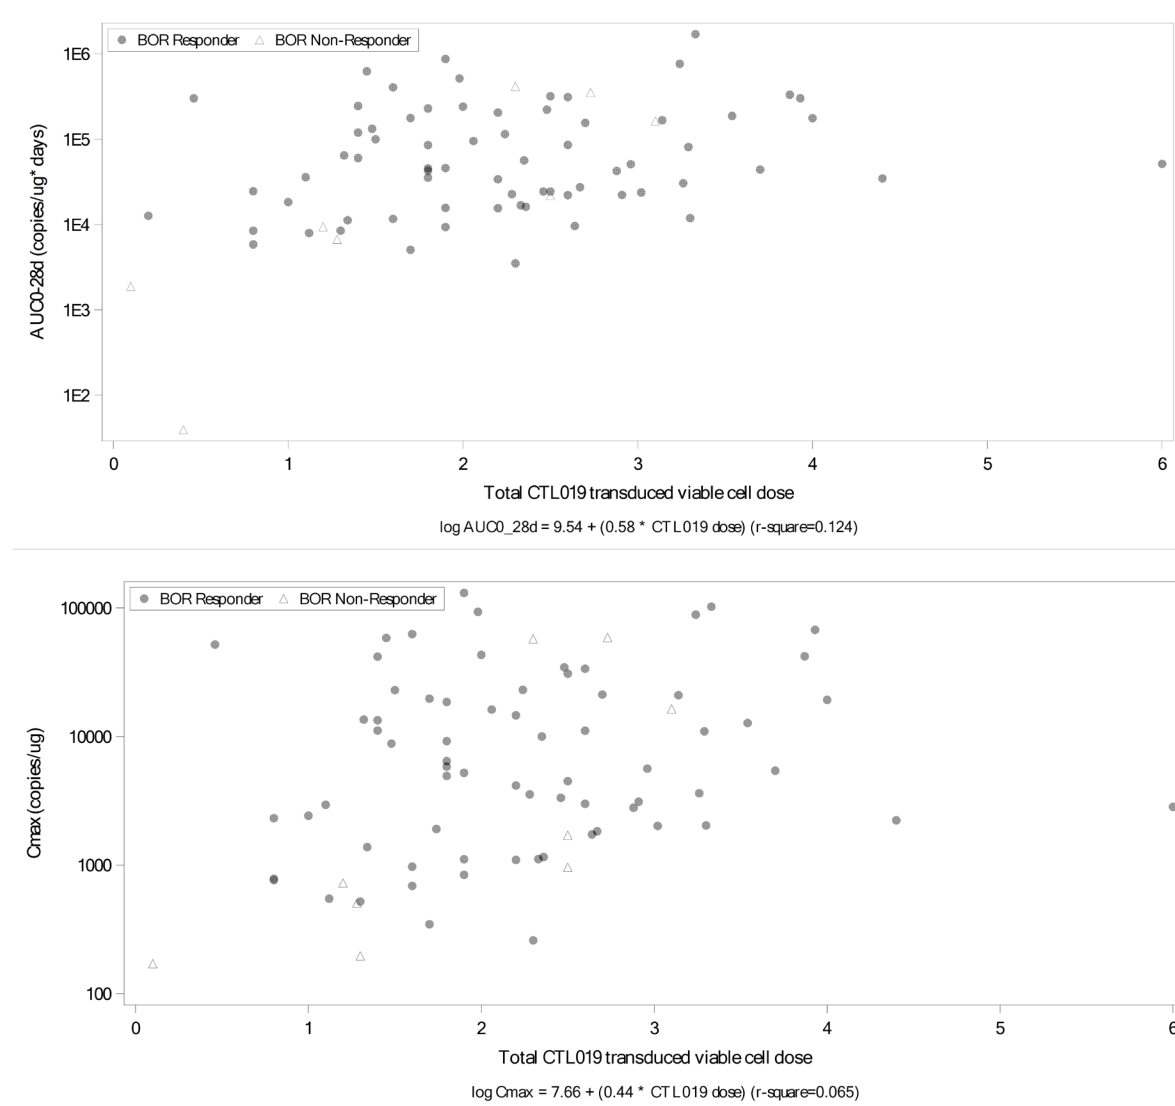 BOR Responder BOR Non-Responder
1E6
1E5
1E4
1E3
1E2
AUC0-28d (copies/ug* days)
0 1 2 3 4 5 6
Total CTL019 transduced viable cell dose
log AUC0_28d = 9.54 + (0.58 * CTL019 dose) (r-square=0.124)
BOR Responder BOR Non-Responder
100000
10000
1000
100
Cmax (copies/ug)
0 1 2 3 4 5 6
Total CTL019 transduced viable cell dose
log Cmax = 7.66 + (0.44 * CTL019 dose) (r-square=0.065)